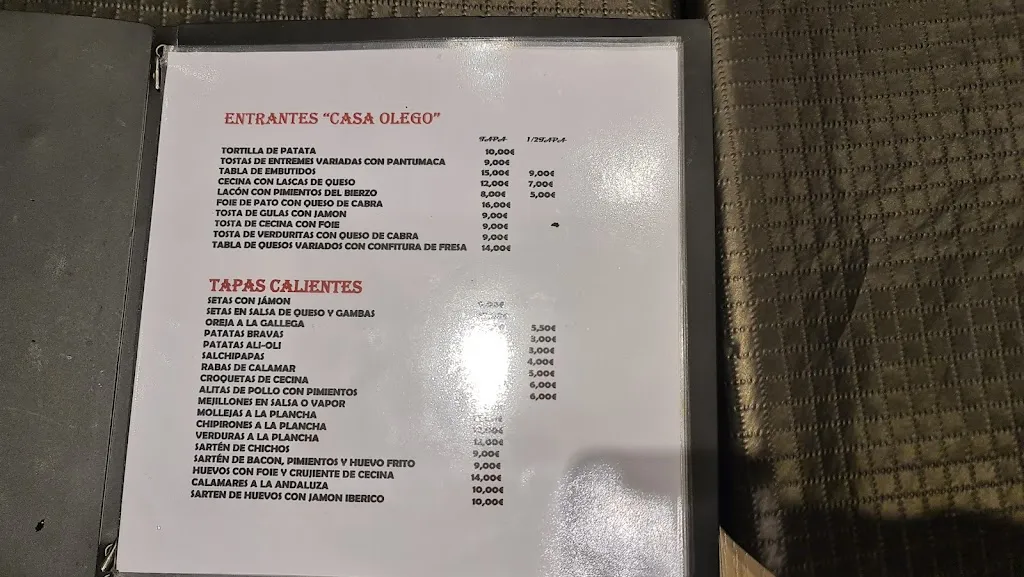 ENTRANTES “CASA OLEGO”
TAPA 1/2TAPA
TORTILLA DE PATATA 10,00€
TOSTAS DE ENTREMES VARIADAS CON PANTUMACA 9,00€
TABLA DE EMBUTIDOS 15,00€ 9,00€
CECINA CON LASCAS DE QUESO 12,00€ 7,00€
LACÓN CON PIMIENTOS DEL BIERZO 8,00€ 5,00€
FOIE DE PATO CON QUESO DE CABRA 16,00€
TOSTA DE GULAS CON JAMON 9,00€
TOSTA DE CECINA CON FOIE 9,00€
TOSTA DE VERDURITAS CON QUESO DE CABRA 9,00€
TABLA DE QUESOS VARIADOS CON CONFITURA DE FRESA 14,00€
TAPAS CALIENTES
SETAS CON JÁMON
SETAS EN SALSA DE QUESO Y GAMBAS
OREJA A LA GALLEGA 5,50€
PATATAS BRAVAS 3,00€
PATATAS ALI-OLI 3,00€
SALCHIPAPAS 4,00€
RABAS DE CALAMAR 5,00€
CROQUETAS DE CECINA 6,00€
ALITAS DE POLLO CON PIMIENTOS 6,00€
MEJILLONES EN SALSA O VAPOR
MOLLEJAS A LA PLANCHA
CHIPIRONES A LA PLANCHA
VERDURAS A LA PLANCHA
SARTÉN DE CHICHOS 9,00€
SARTÉN DE BACON, PIMIENTOS Y HUEVO FRITO 9,00€
HUEVOS CON FOIE Y CRUJIENTE DE CECINA 14,00€
CALAMARES A LA ANDALUZA 10,00€
SARTEN DE HUEVOS CON JAMON IBERICO 10,00€